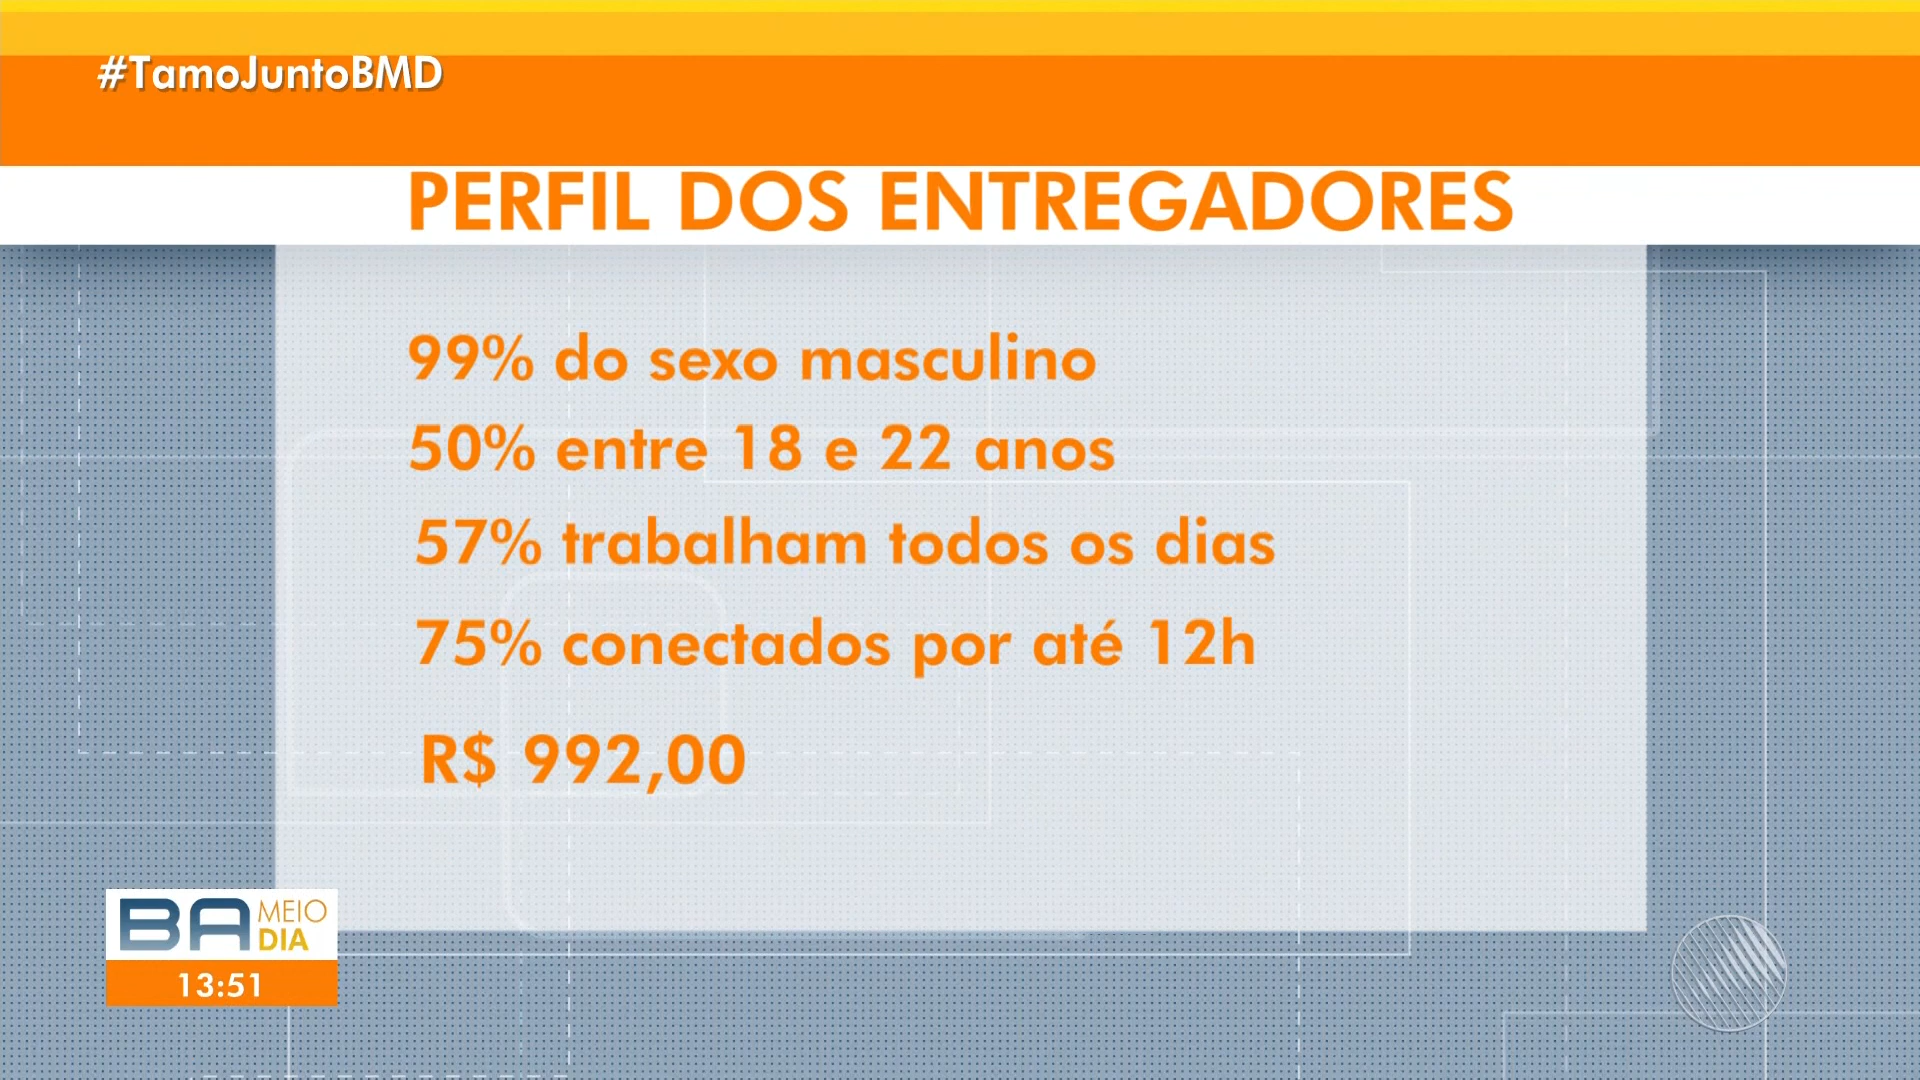 #TamoJuntoBMD
PERFIL DOS ENTREGADORES
99% do sexo masculino
50% entre 18 e 22 anos
57% trabalham todos os dias
75% conectados por até 12h
R$ 992,00
BA MEIO
DIA
13:51